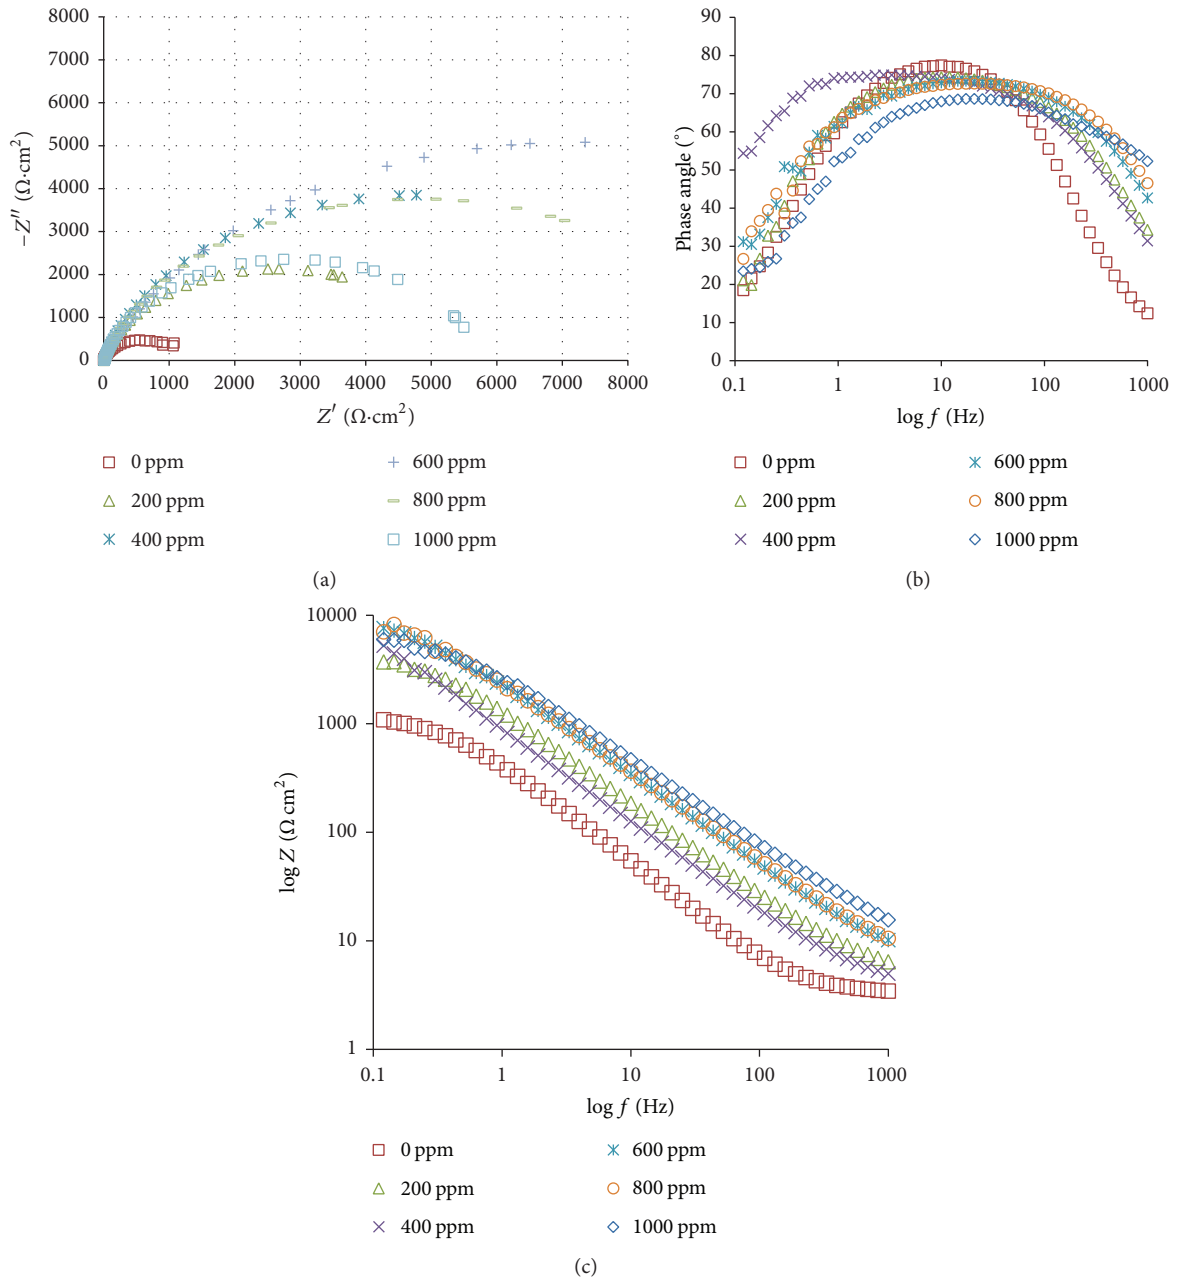 8000
7000
6000
5000
4000
3000
2000
1000
0
−Z″ (Ω·cm²)
0 1000 2000 3000 4000 5000 6000 7000 8000
Z′ (Ω·cm²)
0 ppm
200 ppm
400 ppm
600 ppm
800 ppm
1000 ppm
(a)
90
80
70
60
50
40
30
20
10
0
Phase angle (°)
0.1 1 10 100 1000
log f (Hz)
0 ppm
200 ppm
400 ppm
600 ppm
800 ppm
1000 ppm
(b)
10000
1000
100
10
1
log Z (Ω cm²)
0.1 1 10 100 1000
log f (Hz)
0 ppm
200 ppm
400 ppm
600 ppm
800 ppm
1000 ppm
(c)